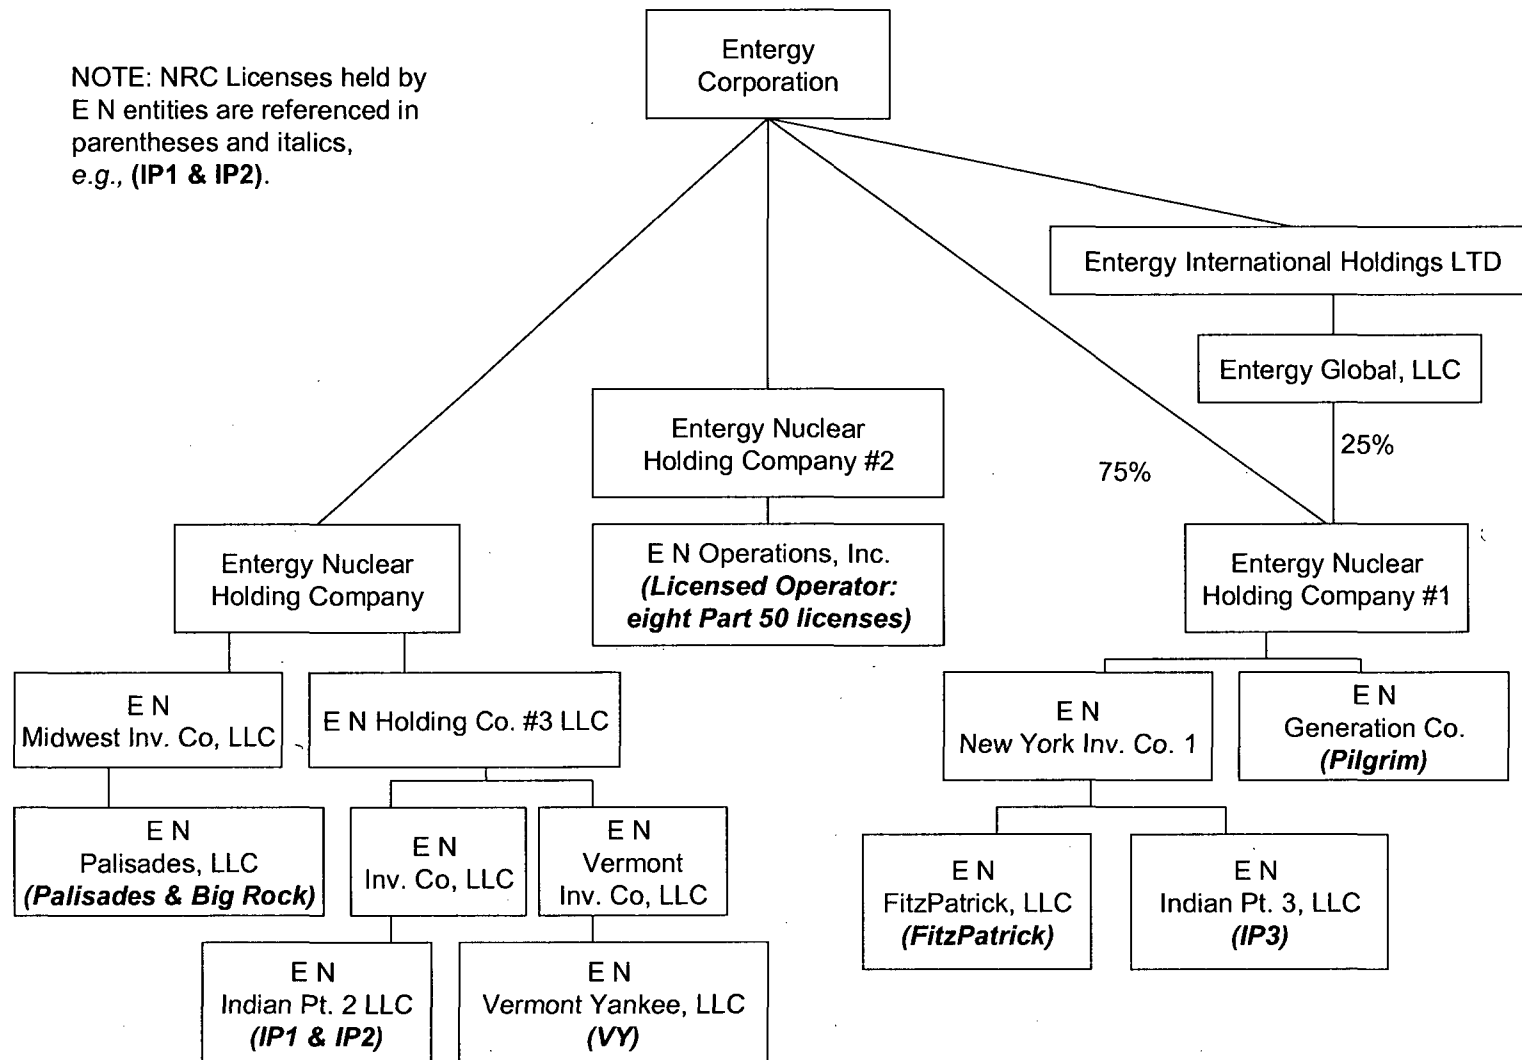 Entergy
Corporation
NOTE: NRC Licenses held by
E N entities are referenced in
parentheses and italics,
e.g., (IP1 & IP2).
Entergy International Holdings LTD
Entergy Global, LLC
25%
75%
Entergy Nuclear
Holding Company #2
E N Operations, Inc.
(Licensed Operator:
eight Part 50 licenses)
Entergy Nuclear
Holding Company
Entergy Nuclear
Holding Company #1
E N
Midwest Inv. Co, LLC
E N Holding Co. #3 LLC
E N
New York Inv. Co. 1
E N
Generation Co.
(Pilgrim)
E N
Palisades, LLC
(Palisades & Big Rock)
E N
Inv. Co, LLC
E N
Vermont
Inv. Co, LLC
E N
FitzPatrick, LLC
(FitzPatrick)
E N
Indian Pt. 3, LLC
(IP3)
E N
Indian Pt. 2 LLC
(IP1 & IP2)
E N
Vermont Yankee, LLC
(VY)